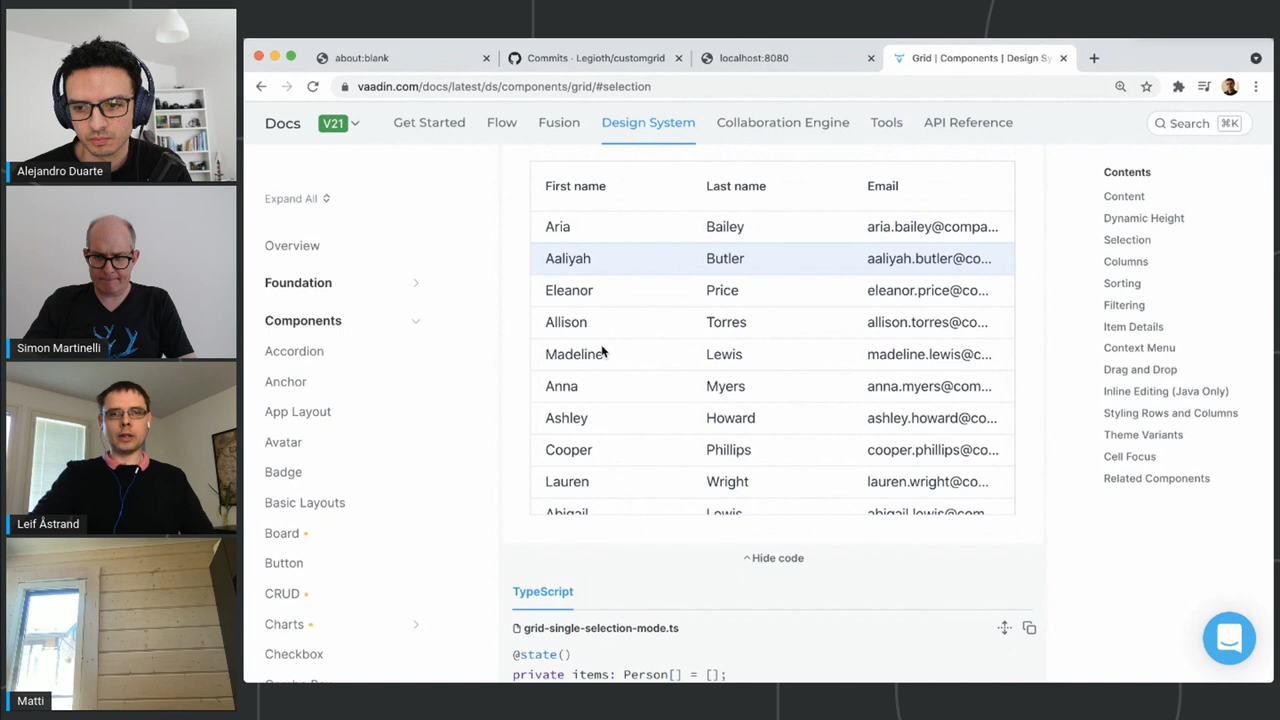 Alejandro Duarte
Simon Martinelli
Leif Åstrand
Matti
about:blank
Commits · Legioth/customgrid
localhost:8080
Grid | Components | Design Sy
vaadin.com/docs/latest/ds/components/grid/#selection
Docs V21 Get Started Flow Fusion Design System Collaboration Engine Tools API Reference Search ⌘K
Expand All
Overview
Foundation
Components
Accordion
Anchor
App Layout
Avatar
Badge
Basic Layouts
Board
Button
CRUD
Charts
Checkbox
First name Last name Email
Aria Bailey aria.bailey@compa...
Aaliyah Butler aaliyah.butler@co...
Eleanor Price eleanor.price@co...
Allison Torres allison.torres@co...
Madeline Lewis madeline.lewis@c...
Anna Myers anna.myers@com...
Ashley Howard ashley.howard@co...
Cooper Phillips cooper.phillips@co...
Lauren Wright lauren.wright@co...
Abigail Lewis abigail.lewis@com...
Hide code
TypeScript
grid-single-selection-mode.ts
@state()
private items: Person[] = [];
Contents
Content
Dynamic Height
Selection
Columns
Sorting
Filtering
Item Details
Context Menu
Drag and Drop
Inline Editing (Java Only)
Styling Rows and Columns
Theme Variants
Cell Focus
Related Components